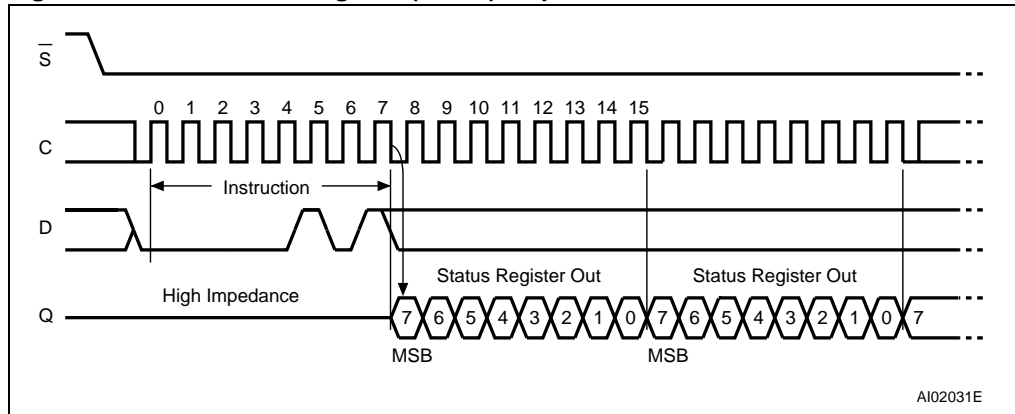 S
0 1 2 3 4 5 6 7 8 9 10 11 12 13 14 15
C
Instruction
D
Status Register Out Status Register Out
High Impedance
Q 7 6 5 4 3 2 1 0 7 6 5 4 3 2 1 0 7
MSB MSB
AI02031E